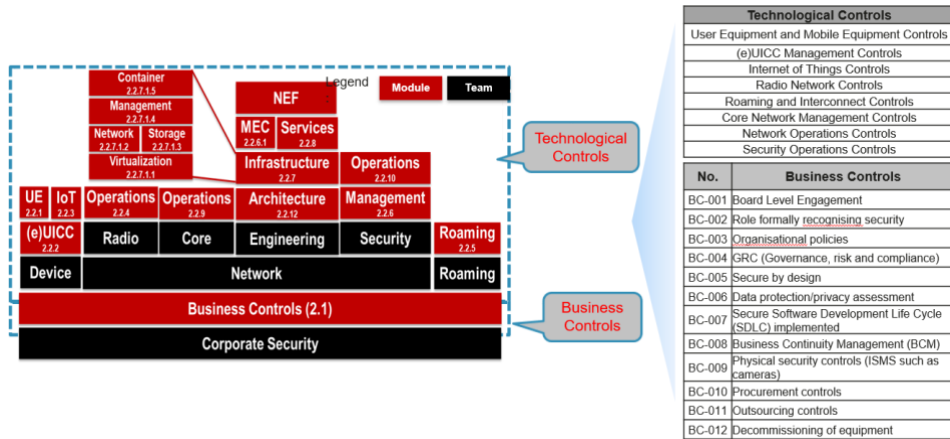 Legend
Module
Team
Container
2.2.7.1.5
Management
2.2.7.1.4
Network
2.2.7.1.2
Storage
2.2.7.1.3
Virtualization
2.2.7.1.1
NEF
MEC
2.2.6.1
Services
2.2.8
Infrastructure
2.2.7
Operations
2.2.10
UE
2.2.1
IoT
2.2.3
Operations
2.2.4
Operations
2.2.9
Architecture
2.2.12
Management
2.2.6
(e)UICC
2.2.2
Radio
Core
Engineering
Security
Roaming
2.2.5
Device
Network
Roaming
Business Controls (2.1)
Corporate Security
Technological
Controls
Business
Controls
Technological Controls
User Equipment and Mobile Equipment Controls
(e)UICC Management Controls
Internet of Things Controls
Radio Network Controls
Roaming and Interconnect Controls
Core Network Management Controls
Network Operations Controls
Security Operations Controls
No. Business Controls
BC-001 Board Level Engagement
BC-002 Role formally recognising security
BC-003 Organisational policies
BC-004 GRC (Governance, risk and compliance)
BC-005 Secure by design
BC-006 Data protection/privacy assessment
BC-007 Secure Software Development Life Cycle
(SDLC) implemented
BC-008 Business Continuity Management (BCM)
BC-009 Physical security controls (ISMS such as
cameras)
BC-010 Procurement controls
BC-011 Outsourcing controls
BC-012 Decommissioning of equipment